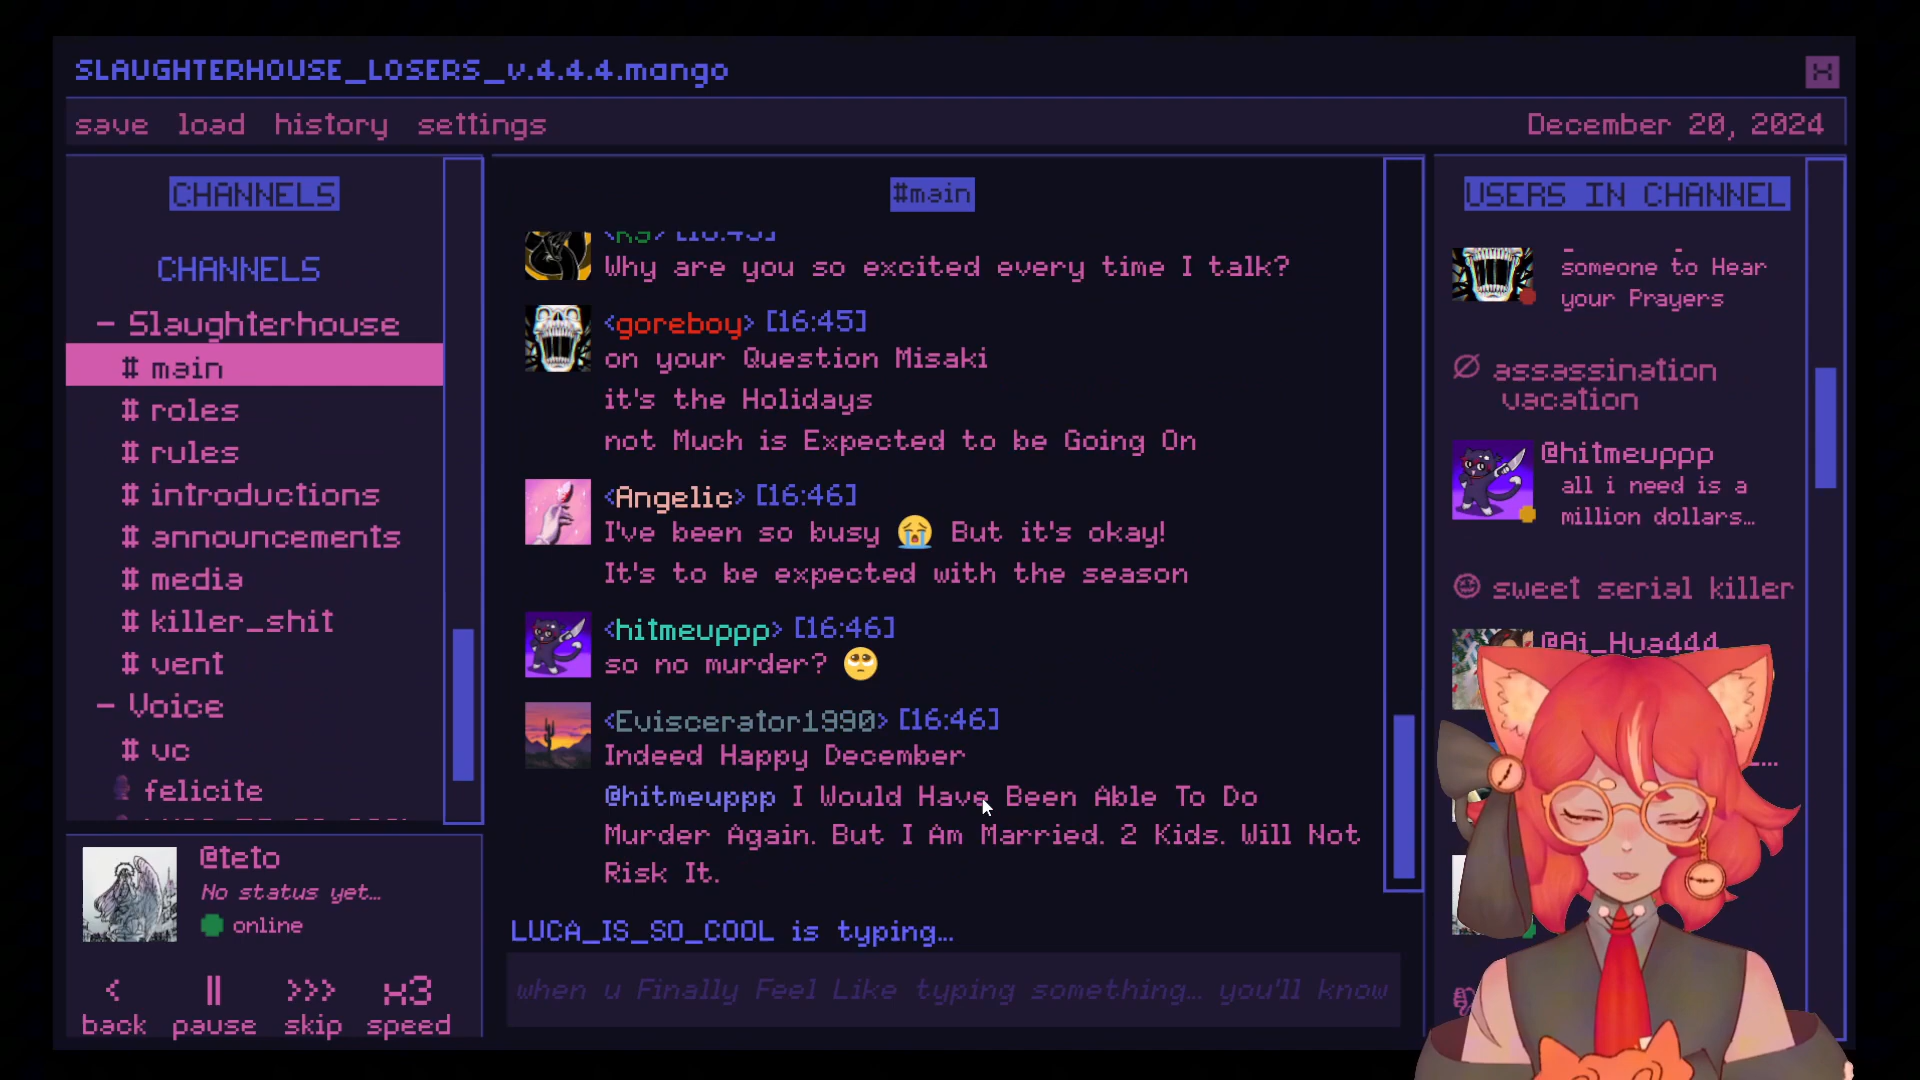 SLAUGHTERHOUSE_LOSERS_v.4.4.4.mango
X
save load history settings
December 20, 2024
CHANNELS
CHANNELS
- Slaughterhouse
# main
# roles
# rules
# introductions
# announcements
# media
# killer_shit
# vent
- Voice
# vc
felicite
@teto
No status yet...
online
< || >>> x3
back pause skip speed
#main
[16:45]
Why are you so excited every time I talk?
<goreboy> [16:45]
on your Question Misaki
it's the Holidays
not Much is Expected to be Going On
<Angelic> [16:46]
I've been so busy 😭 But it's okay!
It's to be expected with the season
<hitmeuppp> [16:46]
so no murder? 🥺
<Eviscerator1990> [16:46]
Indeed Happy December
@hitmeuppp I Would Have Been Able To Do
Murder Again. But I Am Married. 2 Kids. Will Not
Risk It.
LUCA_IS_SO_COOL is typing...
when u Finally Feel Like typing something... you'll know
USERS IN CHANNEL
someone to Hear
your Prayers
assassination
vacation
@hitmeuppp
all i need is a
million dollars...
sweet serial killer
@Ai_Hua444